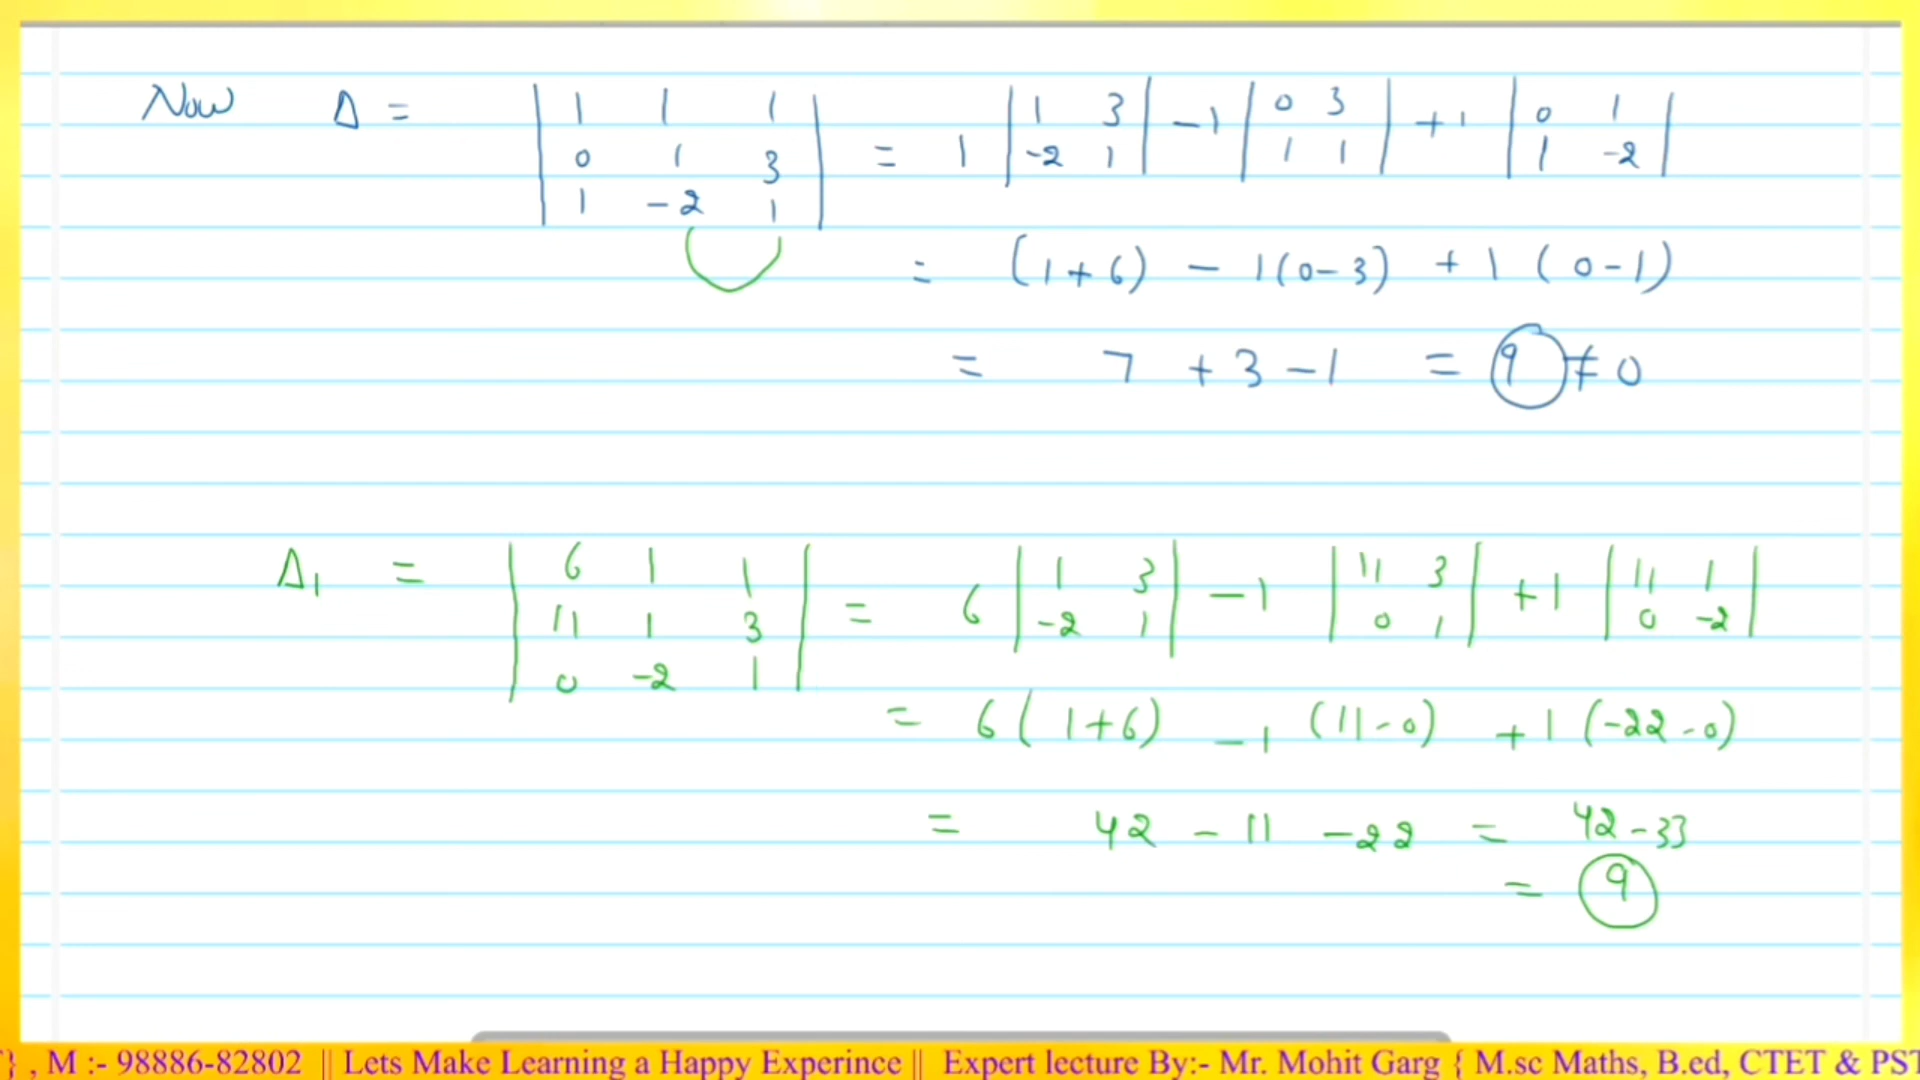 Now Δ = | 1 1 1 | = 1 | 1 3 | -1 | 0 3 | +1 | 0 1 |
| 0 1 3 | | -2 1 | | 1 1 | | 1 -2 |
| 1 -2 1 |
= (1+6) - 1(0-3) + 1 (0-1)
= 7 +3 -1 = 9 ≠ 0
Δ1 = | 6 1 1 | = 6 | 1 3 | -1 | 11 3 | +1 | 11 1 |
| 11 1 3 | | -2 1 | | 0 1 | | 0 -2 |
| 0 -2 1 |
= 6 (1+6) -1 (11-0) +1 (-22-0)
= 42 - 11 -22 = 42-33
= 9
} , M :- 98886-82802 || Lets Make Learning a Happy Experince || Expert lecture By:- Mr. Mohit Garg { M.sc Maths, B.ed, CTET & PST